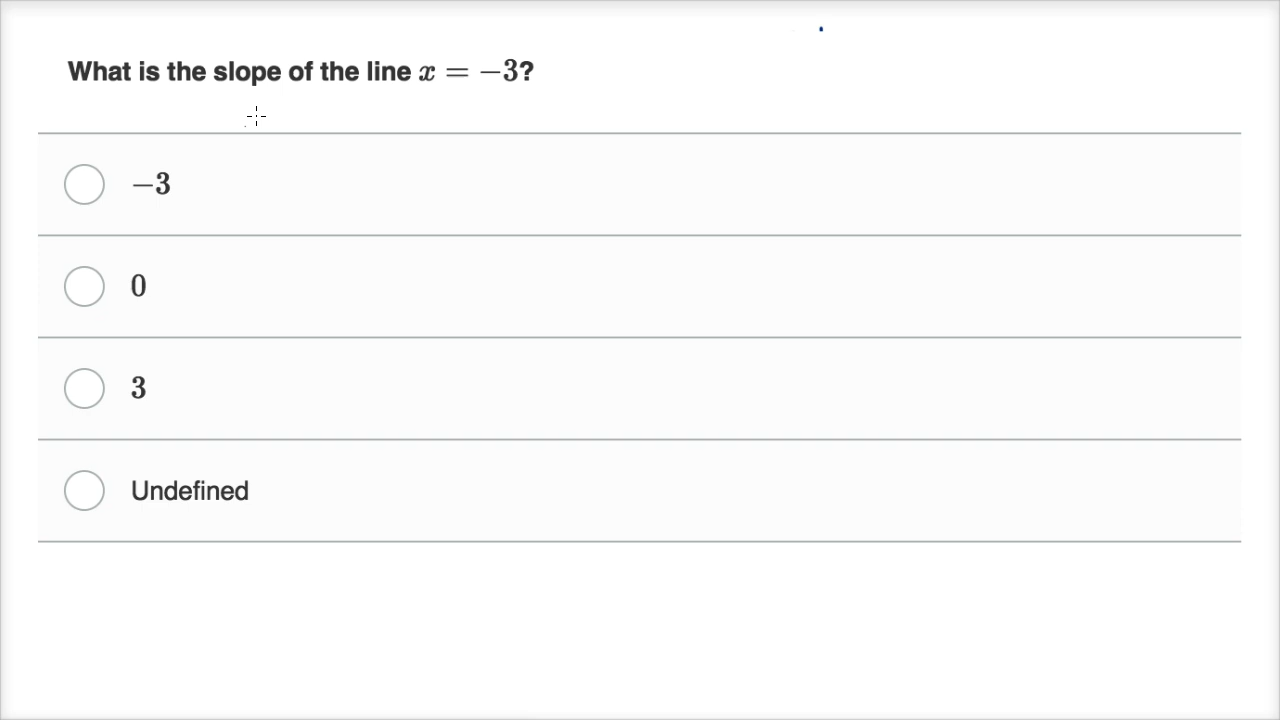 What is the slope of the line x = −3?
−3
0
3
Undefined